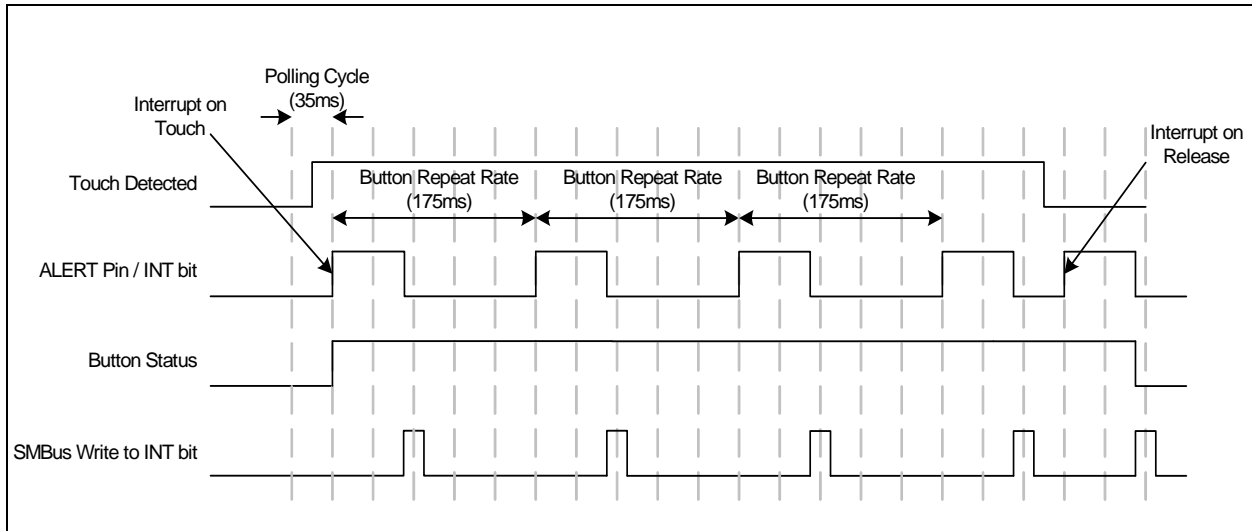 Polling Cycle
(35ms)
Interrupt on
Touch
Interrupt on
Release
Touch Detected
Button Repeat Rate
(175ms)
Button Repeat Rate
(175ms)
Button Repeat Rate
(175ms)
ALERT Pin / INT bit
Button Status
SMBus Write to INT bit